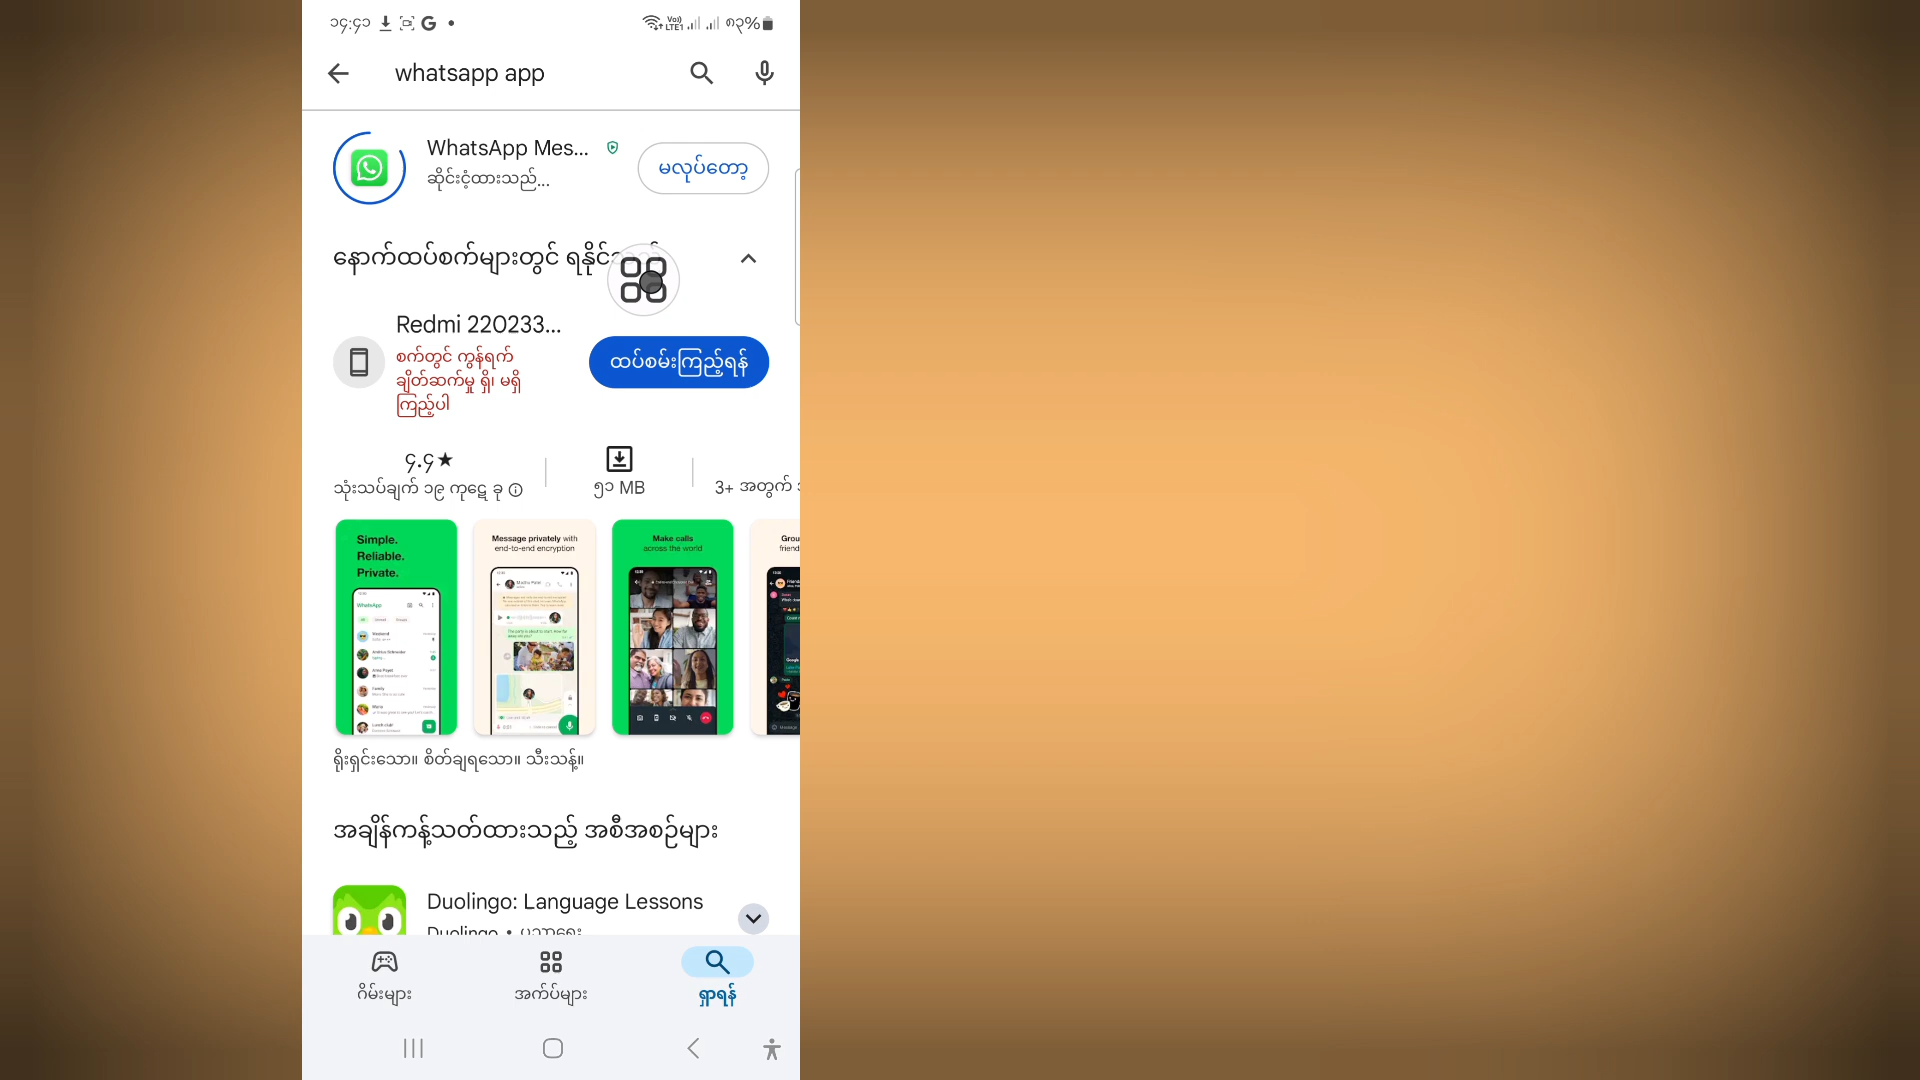 ၁၄:၄၁
Vo)) LTE1
၈၃%
whatsapp app
WhatsApp Mes...
ဆိုင်းငံ့ထားသည်...
မလုပ်တော့
နောက်ထပ်စက်များတွင်
Redmi 220233...
စက်တွင် ကွန်ရက်
ချိတ်ဆက်မှု ရှိ၊ မရှိ
ကြည့်ပါ
ထပ်စမ်းကြည့်ရန်
၄.၄★
သုံးသပ်ချက် ၁၉ ကုဋေ ခု
၅၁ MB
3+ အတွက်
Simple.
Reliable.
Private.
WhatsApp
Message privately with
end-to-end encryption
Make calls
across the world
ရိုးရှင်းသော။ စိတ်ချရသော။ သီးသန့်။
အချိန်ကန့်သတ်ထားသည့် အစီအစဉ်များ
Duolingo: Language Lessons
Duolingo • ပညာရေး
ဂိမ်းများ
အက်ပ်များ
ရှာရန်